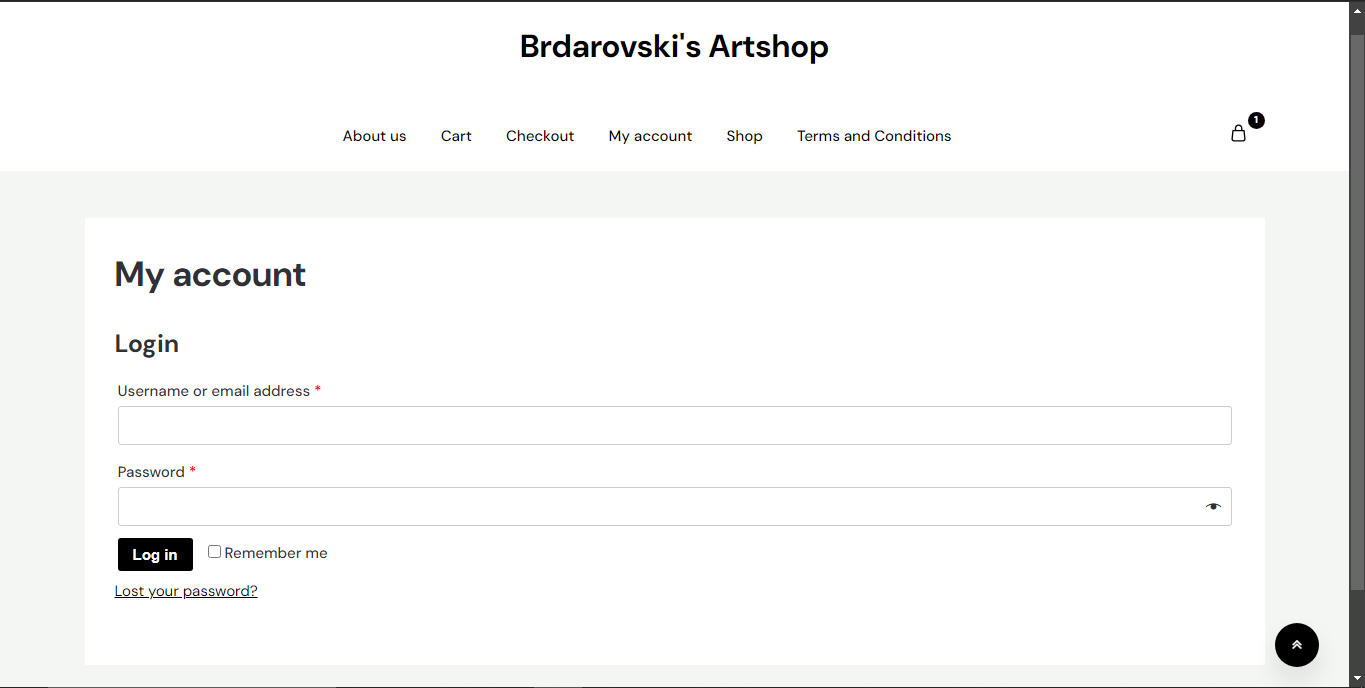 Brdarovski's Artshop
About us Cart Checkout My account Shop Terms and Conditions 1
My account
Login
Username or email address *
Password *
Log in Remember me
Lost your password?